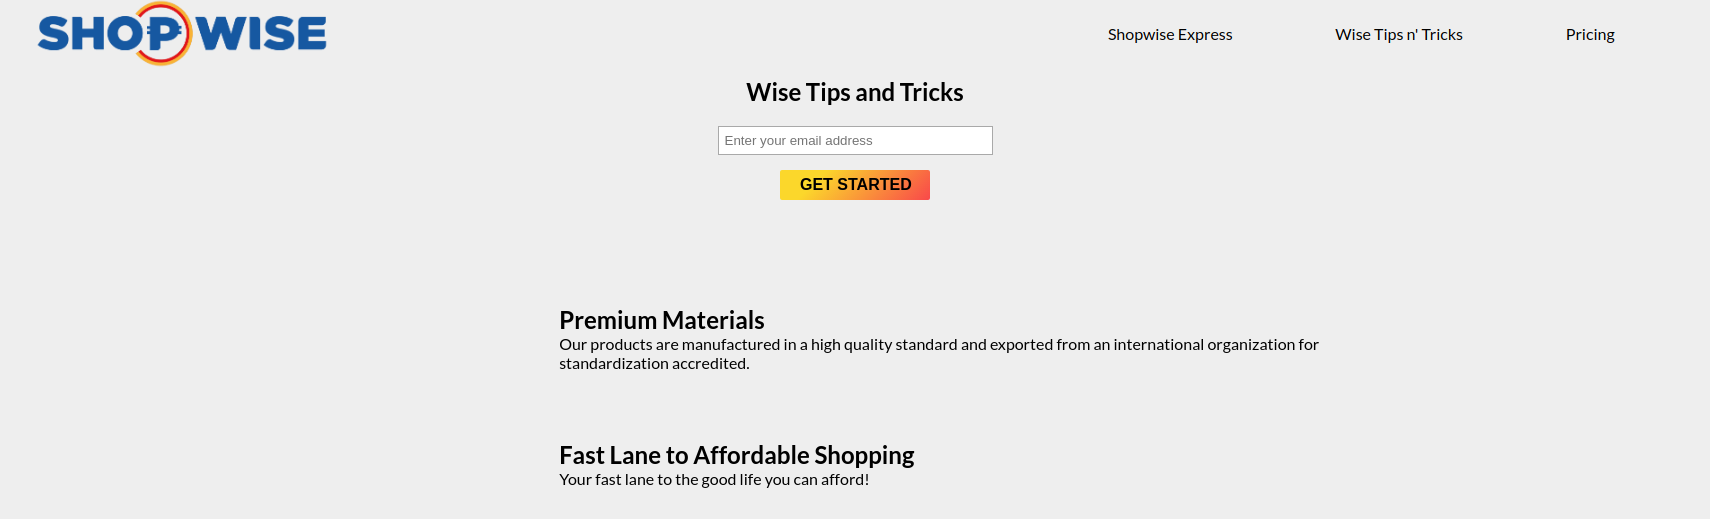 SHOPWISE
Shopwise Express
Wise Tips n' Tricks
Pricing
Wise Tips and Tricks
Enter your email address
GET STARTED
Premium Materials
Our products are manufactured in a high quality standard and exported from an international organization for
standardization accredited.
Fast Lane to Affordable Shopping
Your fast lane to the good life you can afford!